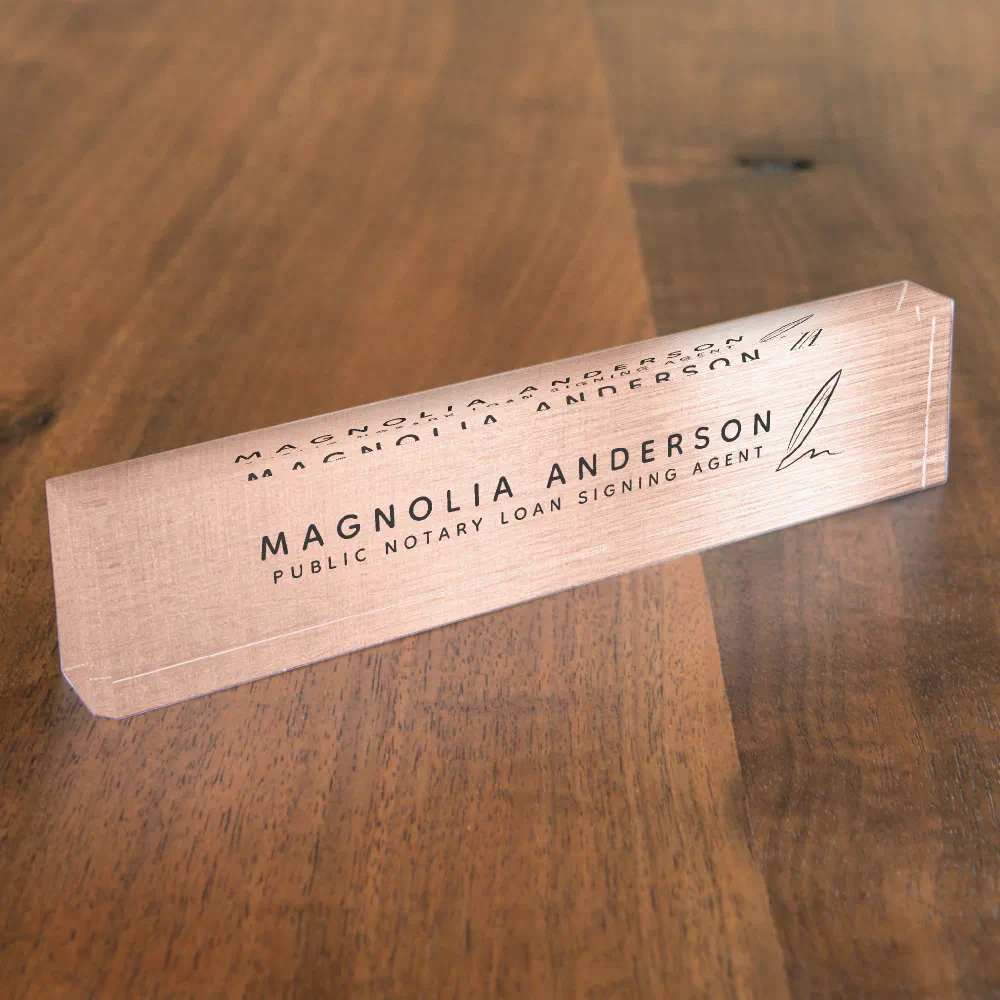 MAGNOLIA ANDERSON
PUBLIC NOTARY LOAN SIGNING AGENT